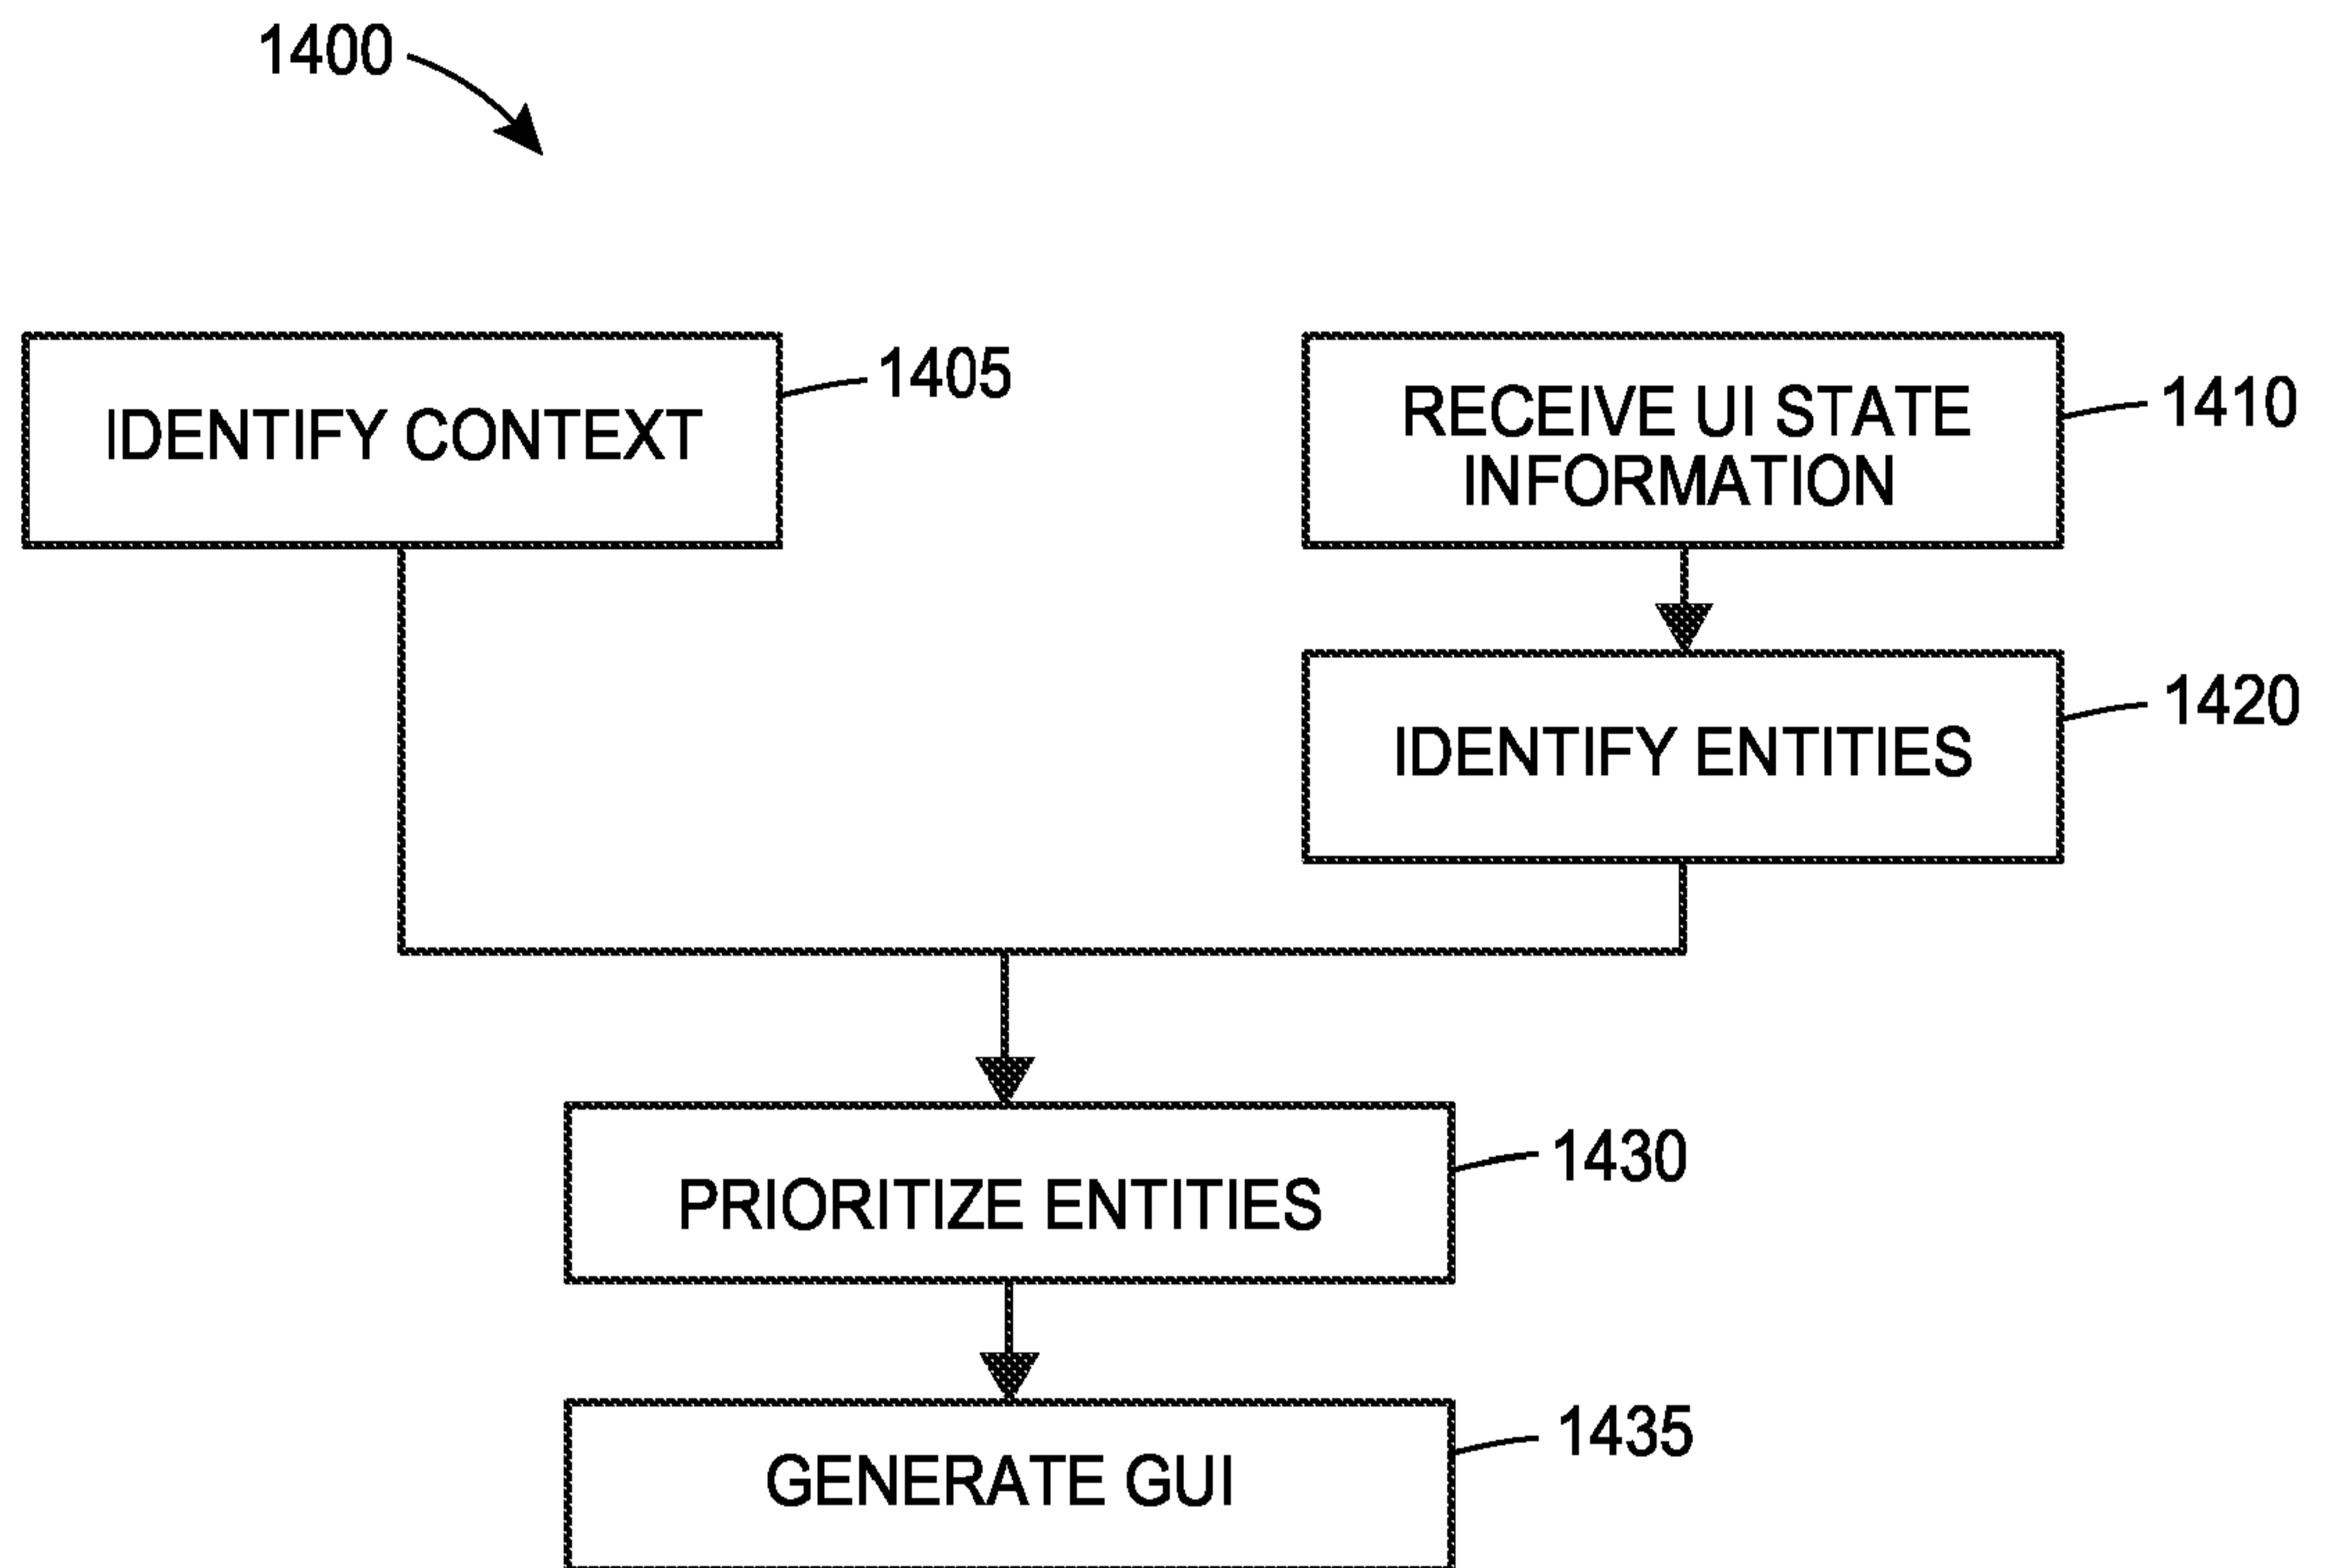 1400
IDENTIFY CONTEXT
1405
RECEIVE UI STATE
INFORMATION
1410
IDENTIFY ENTITIES
1420
PRIORITIZE ENTITIES
1430
GENERATE GUI
1435